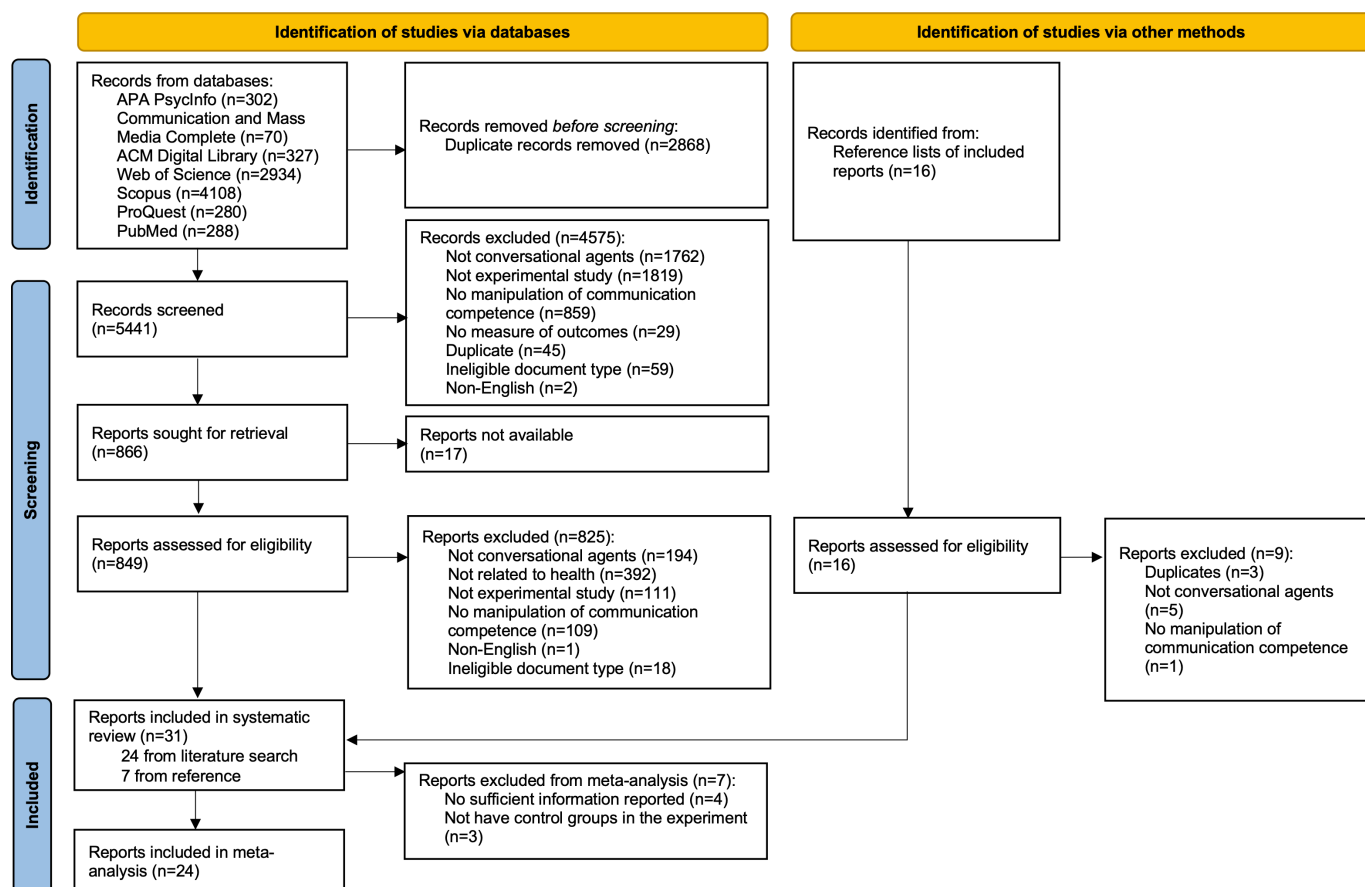 Identification of studies via databases
Identification of studies via other methods
Identification
Records from databases:
APA PsycInfo (n=302)
Communication and Mass
Media Complete (n=70)
ACM Digital Library (n=327)
Web of Science (n=2934)
Scopus (n=4108)
ProQuest (n=280)
PubMed (n=288)
Records removed before screening:
Duplicate records removed (n=2868)
Records identified from:
Reference lists of included
reports (n=16)
Screening
Records screened
(n=5441)
Records excluded (n=4575):
Not conversational agents (n=1762)
Not experimental study (n=1819)
No manipulation of communication
competence (n=859)
No measure of outcomes (n=29)
Duplicate (n=45)
Ineligible document type (n=59)
Non-English (n=2)
Reports sought for retrieval
(n=866)
Reports not available
(n=17)
Reports assessed for eligibility
(n=849)
Reports excluded (n=825):
Not conversational agents (n=194)
Not related to health (n=392)
Not experimental study (n=111)
No manipulation of communication
competence (n=109)
Non-English (n=1)
Ineligible document type (n=18)
Reports assessed for eligibility
(n=16)
Reports excluded (n=9):
Duplicates (n=3)
Not conversational agents
(n=5)
No manipulation of
communication competence
(n=1)
Included
Reports included in systematic
review (n=31)
24 from literature search
7 from reference
Reports excluded from meta-analysis (n=7):
No sufficient information reported (n=4)
Not have control groups in the experiment
(n=3)
Reports included in meta-
analysis (n=24)